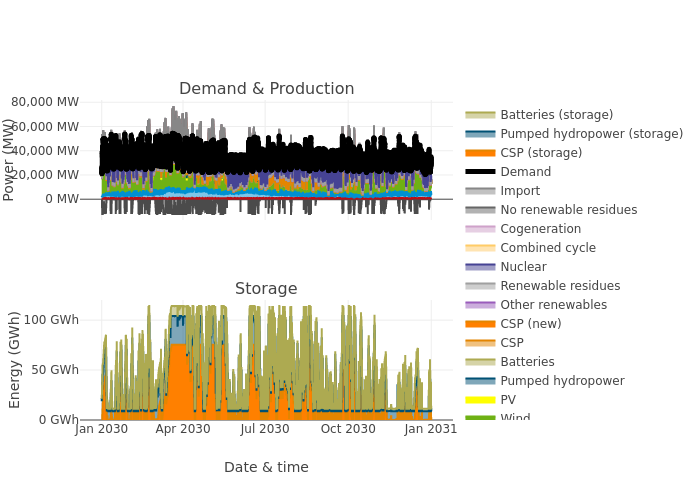 Demand & Production
80,000 MW
60,000 MW
40,000 MW
20,000 MW
0 MW
Power (MW)
Storage
100 GWh
50 GWh
0 GWh
Energy (GWh)
Jan 2030
Apr 2030
Jul 2030
Oct 2030
Jan 2031
Date & time
Batteries (storage)
Pumped hydropower (storage)
CSP (storage)
Demand
Import
No renewable residues
Cogeneration
Combined cycle
Nuclear
Renewable residues
Other renewables
CSP (new)
CSP
Batteries
Pumped hydropower
PV
Wind